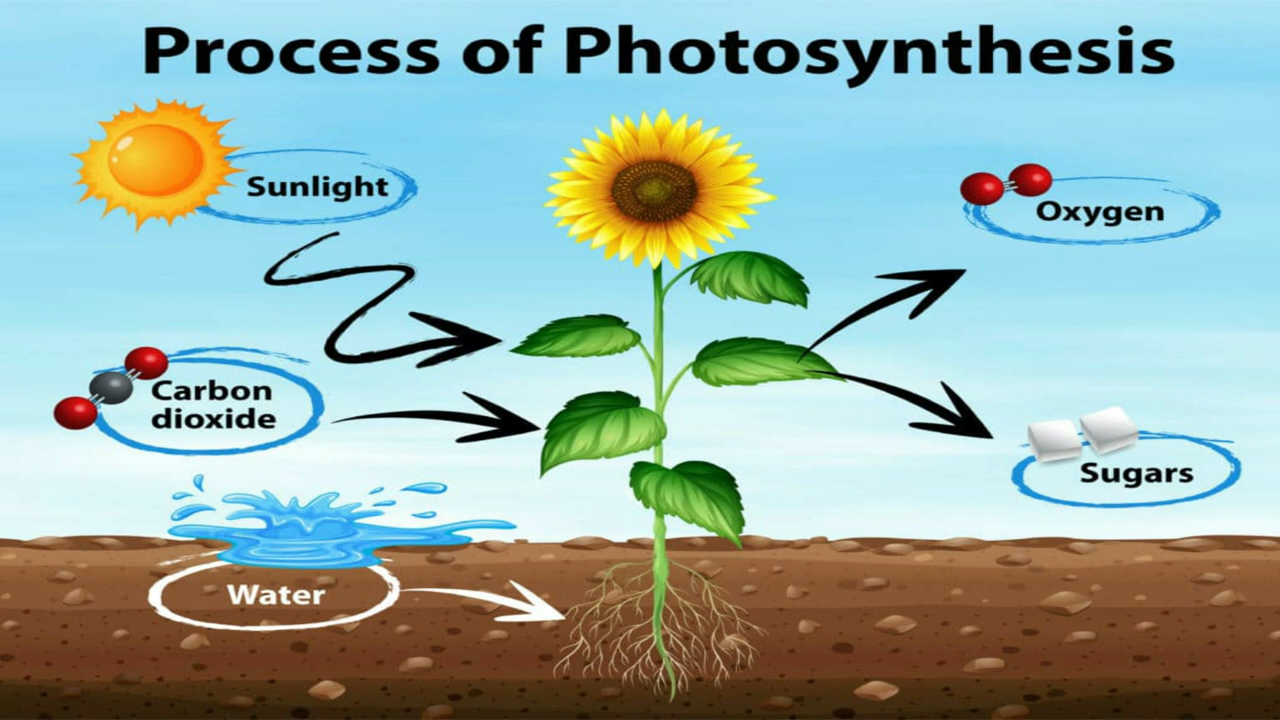 Process of Photosynthesis
Sunlight
Oxygen
Carbon
dioxide
Sugars
Water